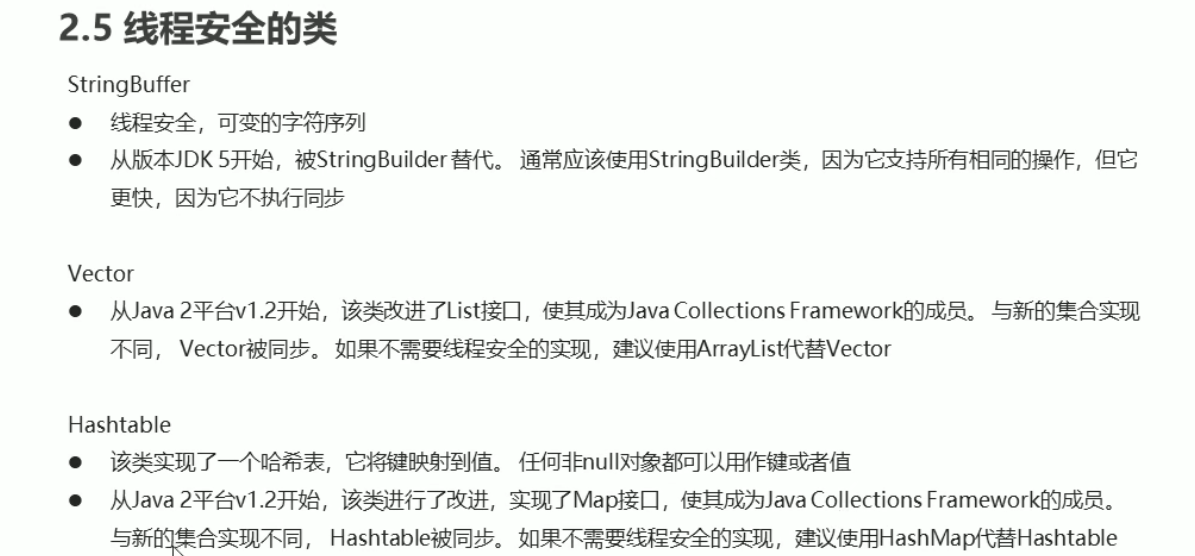 2.5 线程安全的类
StringBuffer
● 线程安全，可变的字符序列
● 从版本JDK 5开始，被StringBuilder 替代。 通常应该使用StringBuilder类，因为它支持所有相同的操作，但它
更快，因为它不执行同步
Vector
● 从Java 2平台v1.2开始，该类改进了List接口，使其成为Java Collections Framework的成员。 与新的集合实现
不同， Vector被同步。 如果不需要线程安全的实现，建议使用ArrayList代替Vector
Hashtable
● 该类实现了一个哈希表，它将键映射到值。 任何非null对象都可以用作键或者值
● 从Java 2平台v1.2开始，该类进行了改进，实现了Map接口，使其成为Java Collections Framework的成员。
与新的集合实现不同， Hashtable被同步。 如果不需要线程安全的实现，建议使用HashMap代替Hashtable